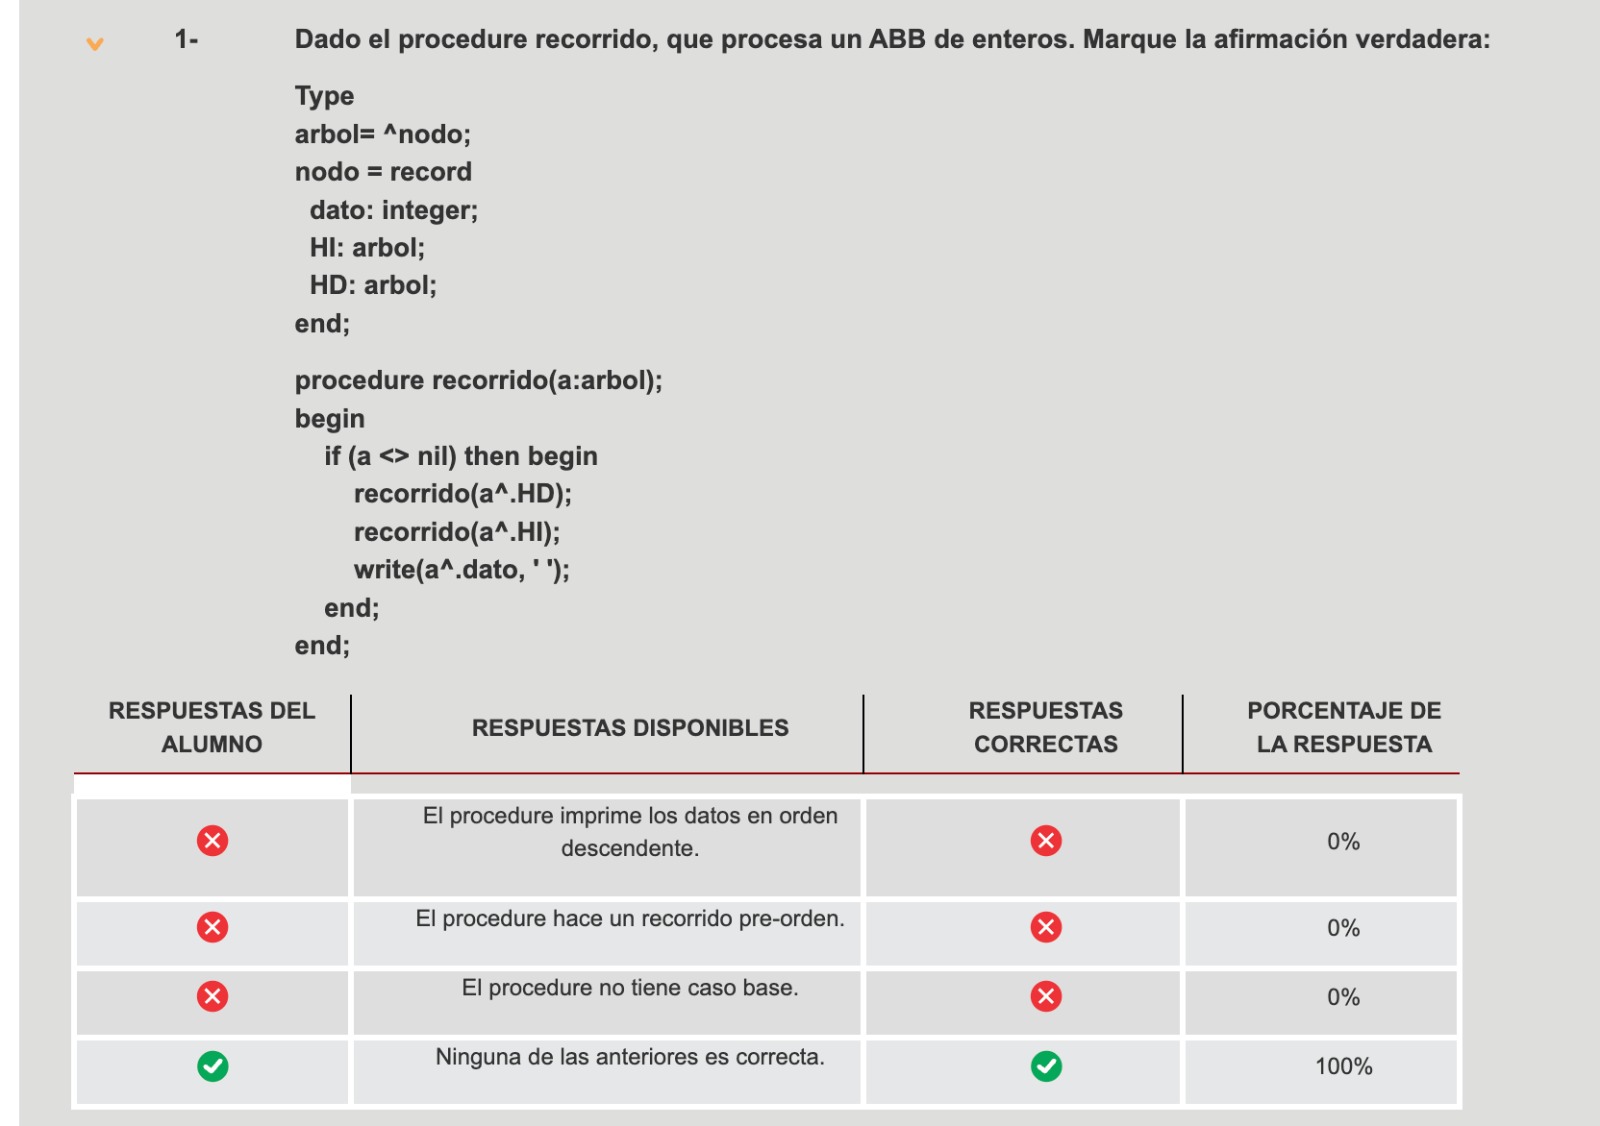 1- Dado el procedure recorrido, que procesa un ABB de enteros. Marque la afirmación verdadera:
Type
arbol= ^nodo;
nodo = record
dato: integer;
HI: arbol;
HD: arbol;
end;
procedure recorrido(a:arbol);
begin
if (a <> nil) then begin
recorrido(a^.HD);
recorrido(a^.HI);
write(a^.dato, ' ');
end;
end;
RESPUESTAS DEL ALUMNO
RESPUESTAS DISPONIBLES
RESPUESTAS CORRECTAS
PORCENTAJE DE LA RESPUESTA
El procedure imprime los datos en orden
descendente.
0%
El procedure hace un recorrido pre-orden.
0%
El procedure no tiene caso base.
0%
Ninguna de las anteriores es correcta.
100%